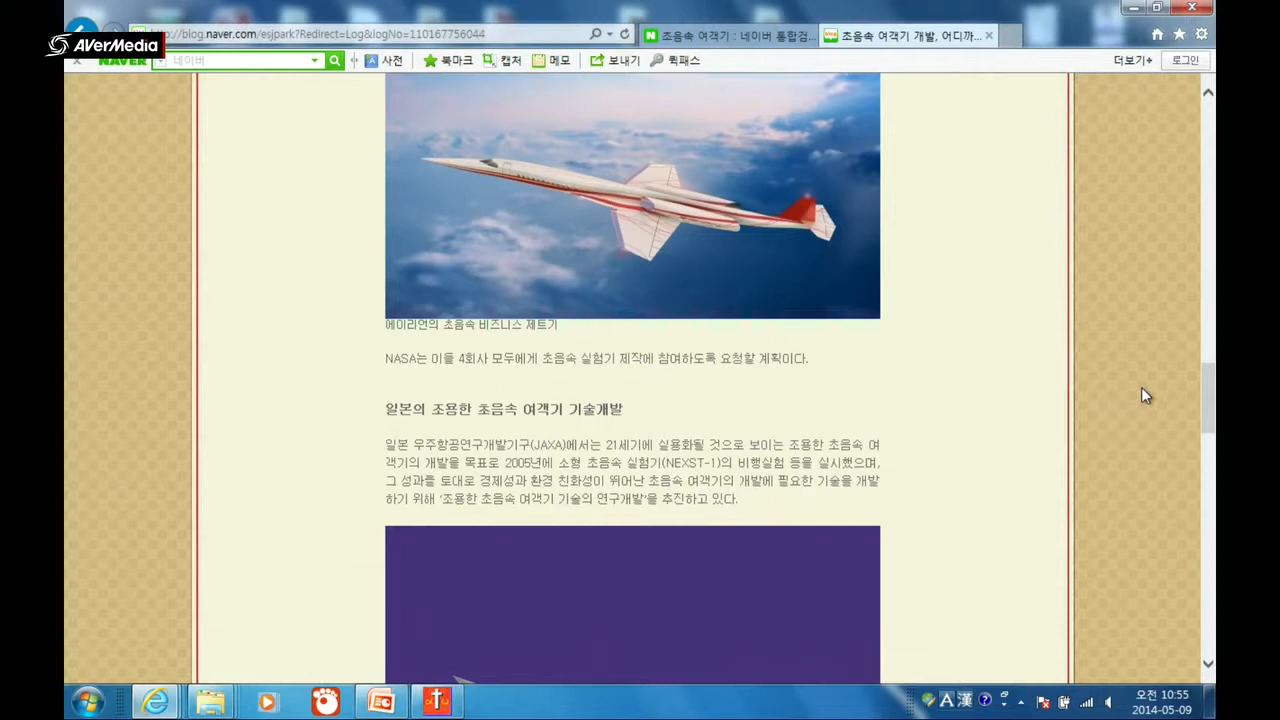 AVerMedia
http://blog.naver.com/esjpark?Redirect=Log&logNo=110167756044
초음속 여객기 : 네이버 통합검...
초음속 여객기 개발, 어디까...
NAVER
네이버
사전
북마크
캡처
메모
보내기
퀵패스
더보기+
로그인
에이리언의 초음속 비즈니스 제트기
NASA는 이들 4회사 모두에게 초음속 실험기 제작에 참여하도록 요청할 계획이다.
일본의 조용한 초음속 여객기 기술개발
일본 우주항공연구개발기구(JAXA)에서는 21세기에 실용화될 것으로 보이는 조용한 초음속 여
객기의 개발을 목표로 2005년에 소형 초음속 실험기(NEXST-1)의 비행실험 등을 실시했으며,
그 성과를 토대로 경제성과 환경 친화성이 뛰어난 초음속 여객기의 개발에 필요한 기술을 개발
하기 위해 '조용한 초음속 여객기 기술의 연구개발'을 추진하고 있다.
A 漢
오전 10:55
2014-05-09